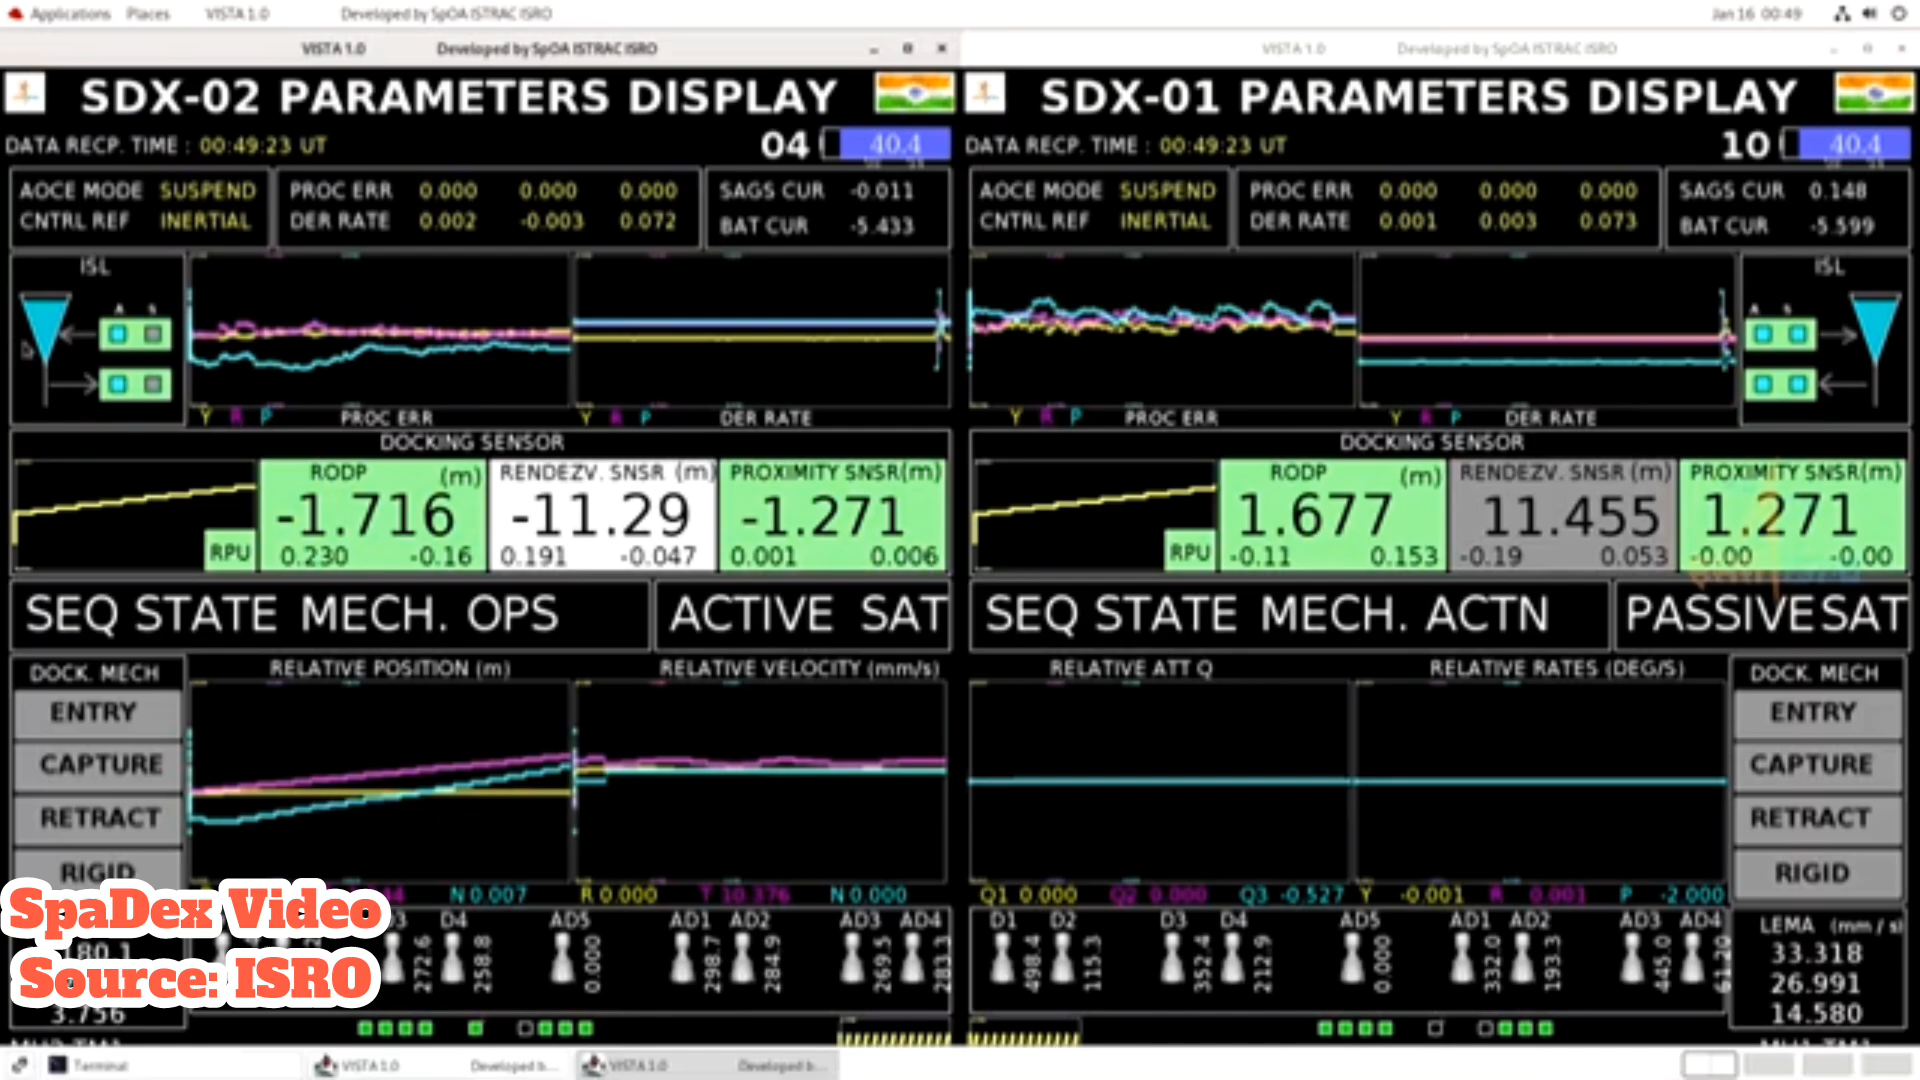 Applications Places VISTA 1.0 Developed by SpOA ISTRAC ISRO Jan 16 00:49
VISTA 1.0 Developed by SpOA ISTRAC ISRO
VISTA 1.0 Developed by SpOA ISTRAC ISRO
SDX-02 PARAMETERS DISPLAY
DATA RECP. TIME : 00:49:23 UT 04 40.4
AOCE MODE SUSPEND
CNTRL REF INERTIAL
PROC ERR 0.000 0.000 0.000
DER RATE 0.002 -0.003 0.072
SAGS CUR -0.011
BAT CUR -5.433
ISL
A S
Y R P PROC ERR
Y R P DER RATE
DOCKING SENSOR
RPU
RODP (m)
-1.716
0.230 -0.16
RENDEZV. SNSR (m)
-11.29
0.191 -0.047
PROXIMITY SNSR(m)
-1.271
0.001 0.006
SEQ STATE MECH. OPS
ACTIVE SAT
DOCK. MECH
ENTRY
CAPTURE
RETRACT
RIGID
RELATIVE POSITION (m)
RELATIVE VELOCITY (mm/s)
N 0.007 R 0.000 T 10.376 N 0.000
D4 AD5 AD1 AD2 AD3 AD4
272.6 258.8 0.000 298.7 284.9 269.5 283.3
3.756
SDX-01 PARAMETERS DISPLAY
DATA RECP. TIME : 00:49:23 UT 10 40.4
AOCE MODE SUSPEND
CNTRL REF INERTIAL
PROC ERR 0.000 0.000 0.000
DER RATE 0.001 0.003 0.073
SAGS CUR 0.148
BAT CUR -5.599
Y R P PROC ERR
Y R P DER RATE
ISL
A S
DOCKING SENSOR
RPU
RODP (m)
1.677
-0.11 0.153
RENDEZV. SNSR (m)
11.455
-0.19 0.053
PROXIMITY SNSR(m)
1.271
-0.00 -0.00
SEQ STATE MECH. ACTN
PASSIVE SAT
RELATIVE ATT Q
RELATIVE RATES (DEG/S)
DOCK. MECH
ENTRY
CAPTURE
RETRACT
RIGID
Q1 0.000 Q2 0.000 Q3 -0.527 Y -0.001 R 0.001 P -2.000
D1 D2 D3 D4 AD5 AD1 AD2 AD3 AD4
498.4 115.3 352.4 212.9 0.000 332.0 193.3 445.0 61.20
LEMA (mm / s)
33.318
26.991
14.580
SpaDex Video
Source: ISRO
Terminal VISTA 1.0 Developed b... VISTA 1.0 Developed b...